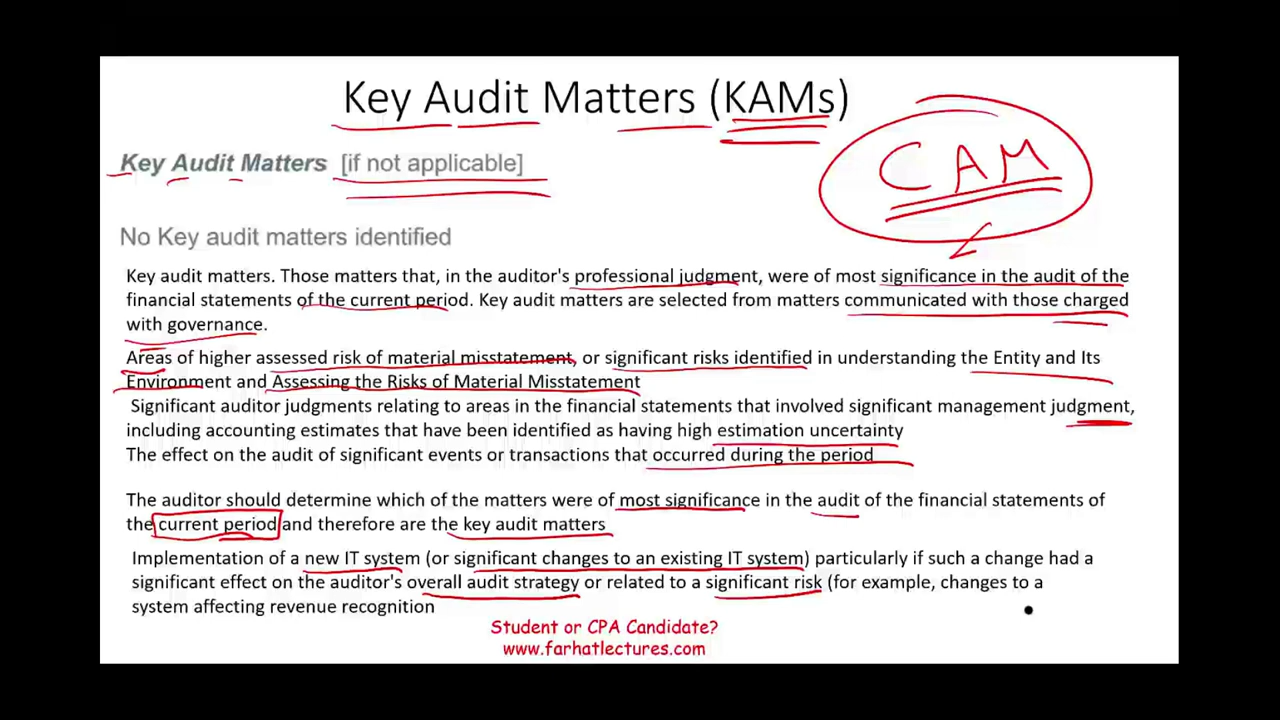 Key Audit Matters (KAMs)
CAM
Key Audit Matters [if not applicable]
No Key audit matters identified
Key audit matters. Those matters that, in the auditor's professional judgment, were of most significance in the audit of the
financial statements of the current period. Key audit matters are selected from matters communicated with those charged
with governance.
Areas of higher assessed risk of material misstatement, or significant risks identified in understanding the Entity and Its
Environment and Assessing the Risks of Material Misstatement
Significant auditor judgments relating to areas in the financial statements that involved significant management judgment,
including accounting estimates that have been identified as having high estimation uncertainty
The effect on the audit of significant events or transactions that occurred during the period
The auditor should determine which of the matters were of most significance in the audit of the financial statements of
the current period and therefore are the key audit matters
Implementation of a new IT system (or significant changes to an existing IT system) particularly if such a change had a
significant effect on the auditor's overall audit strategy or related to a significant risk (for example, changes to a
system affecting revenue recognition
Student or CPA Candidate?
www.farhatlectures.com